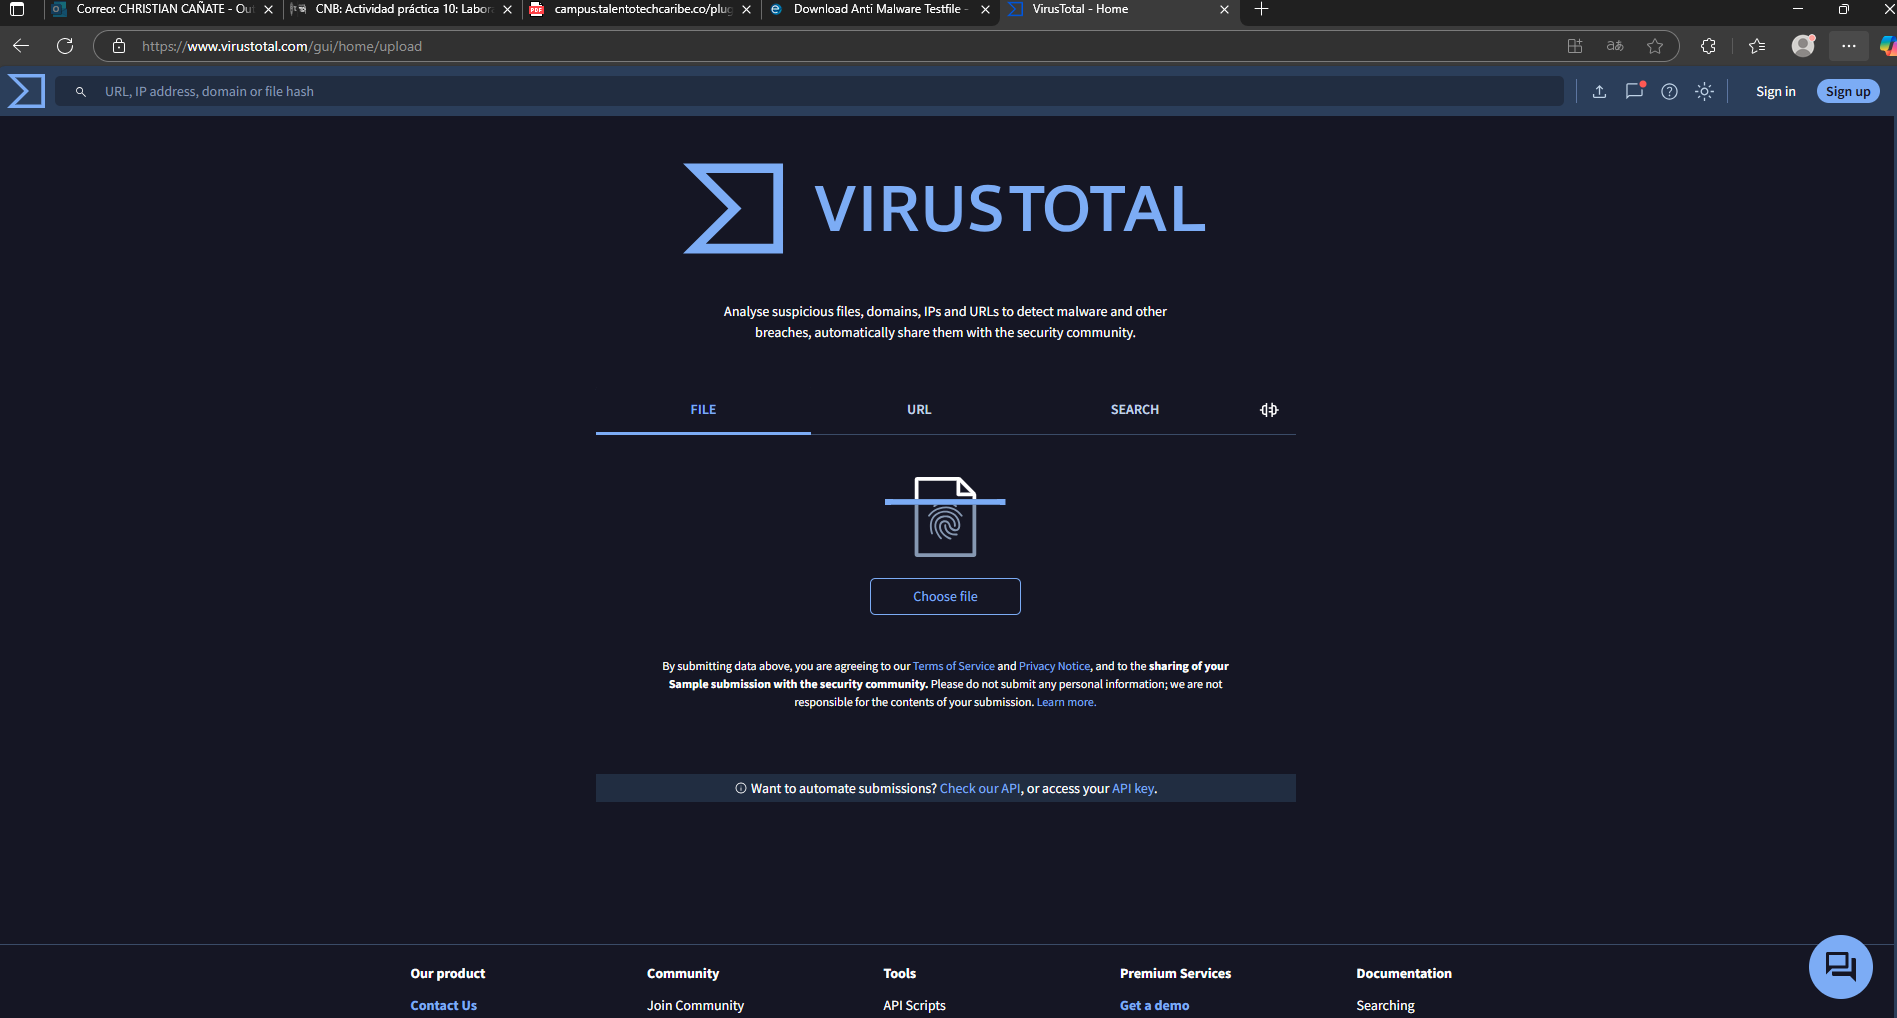 Correo: CHRISTIAN CAÑATE - Out
CNB: Actividad práctica 10: Labora
PDF
campus.talentotechcaribe.co/plug
Download Anti Malware Testfile -
VirusTotal - Home
https://www.virustotal.com/gui/home/upload
aあ
URL, IP address, domain or file hash
Sign in
Sign up
VIRUSTOTAL
Analyse suspicious files, domains, IPs and URLs to detect malware and other
breaches, automatically share them with the security community.
FILE
URL
SEARCH
Choose file
By submitting data above, you are agreeing to our Terms of Service and Privacy Notice, and to the sharing of your
Sample submission with the security community. Please do not submit any personal information; we are not
responsible for the contents of your submission. Learn more.
Want to automate submissions? Check our API, or access your API key.
Our product
Community
Tools
Premium Services
Documentation
Contact Us
Join Community
API Scripts
Get a demo
Searching